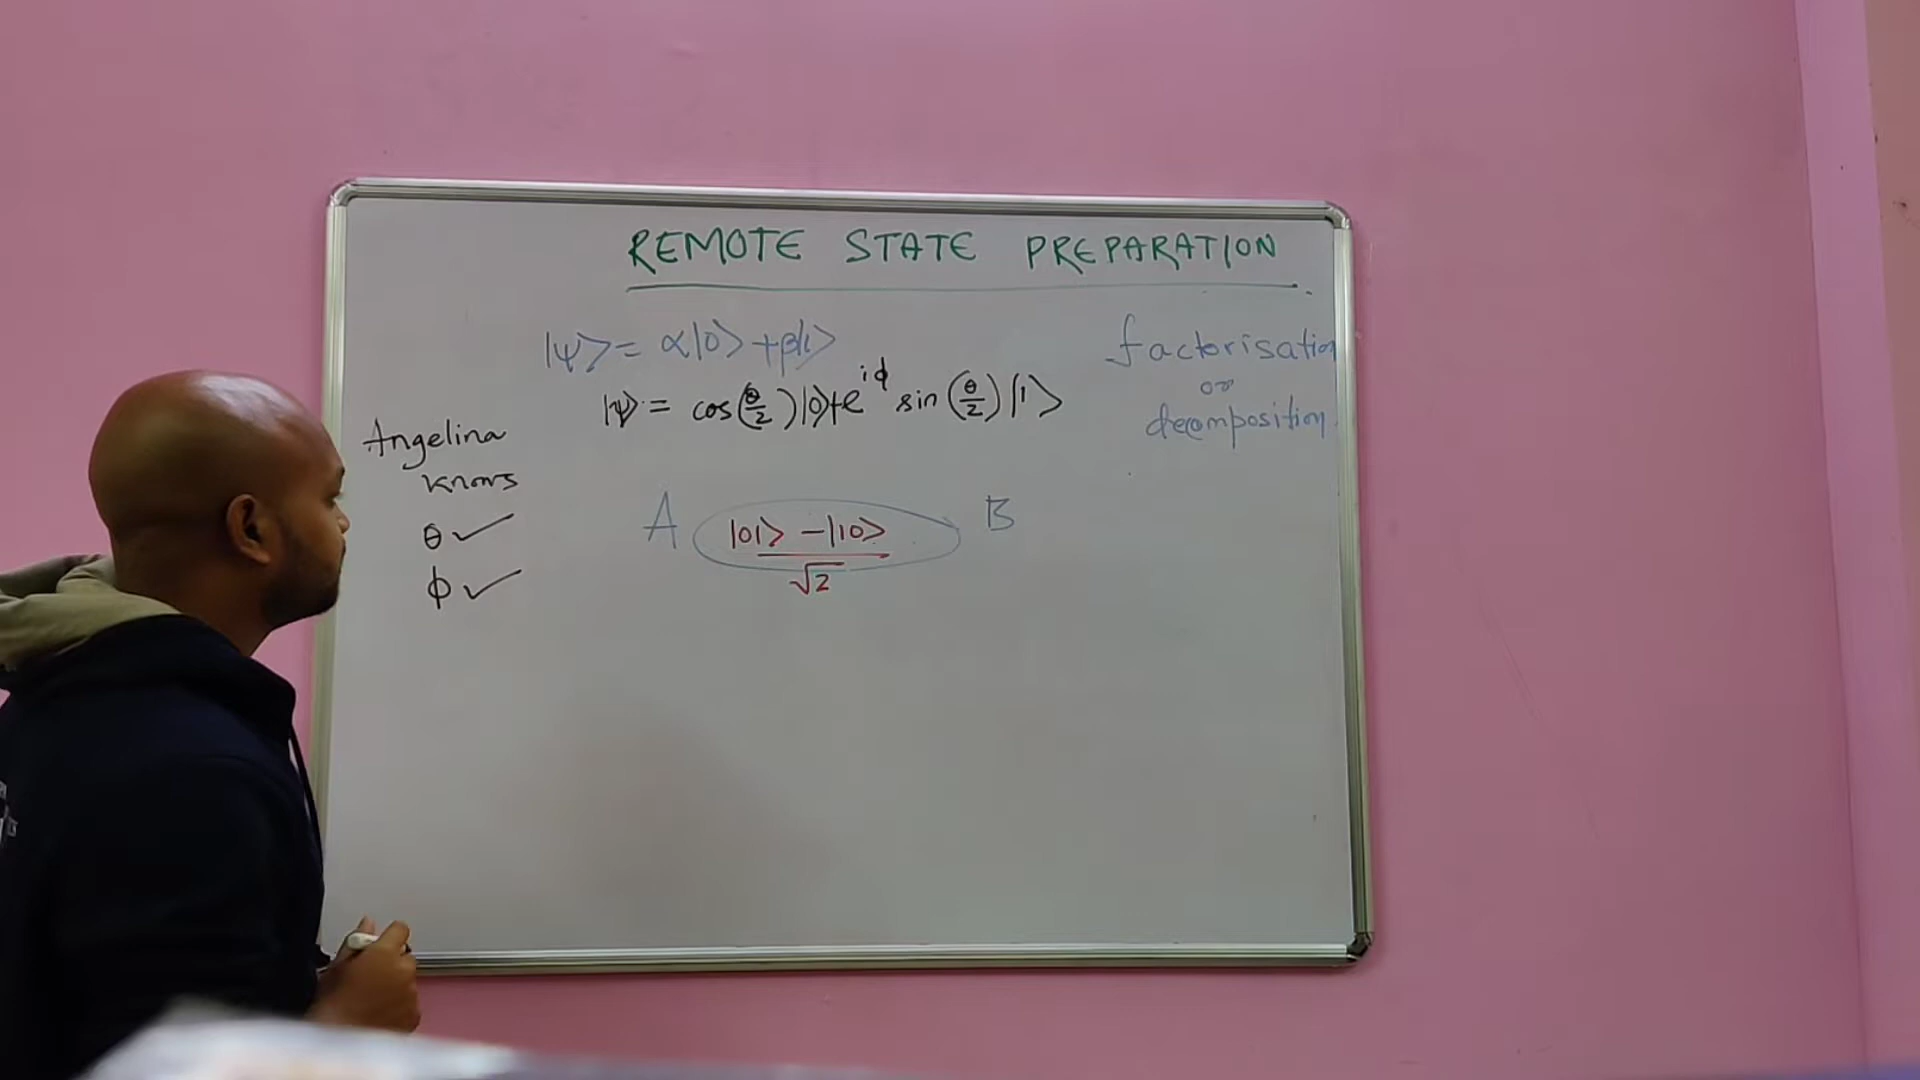 REMOTE STATE PREPARATION
|ψ> = α|0> + β|1>
|ψ> = cos(θ/2)|0> + e^{iϕ} sin(θ/2)|1>
factorisation
or
decomposition.
Angelina
knows
θ ✓
ϕ ✓
A |01> - |10> B
√2